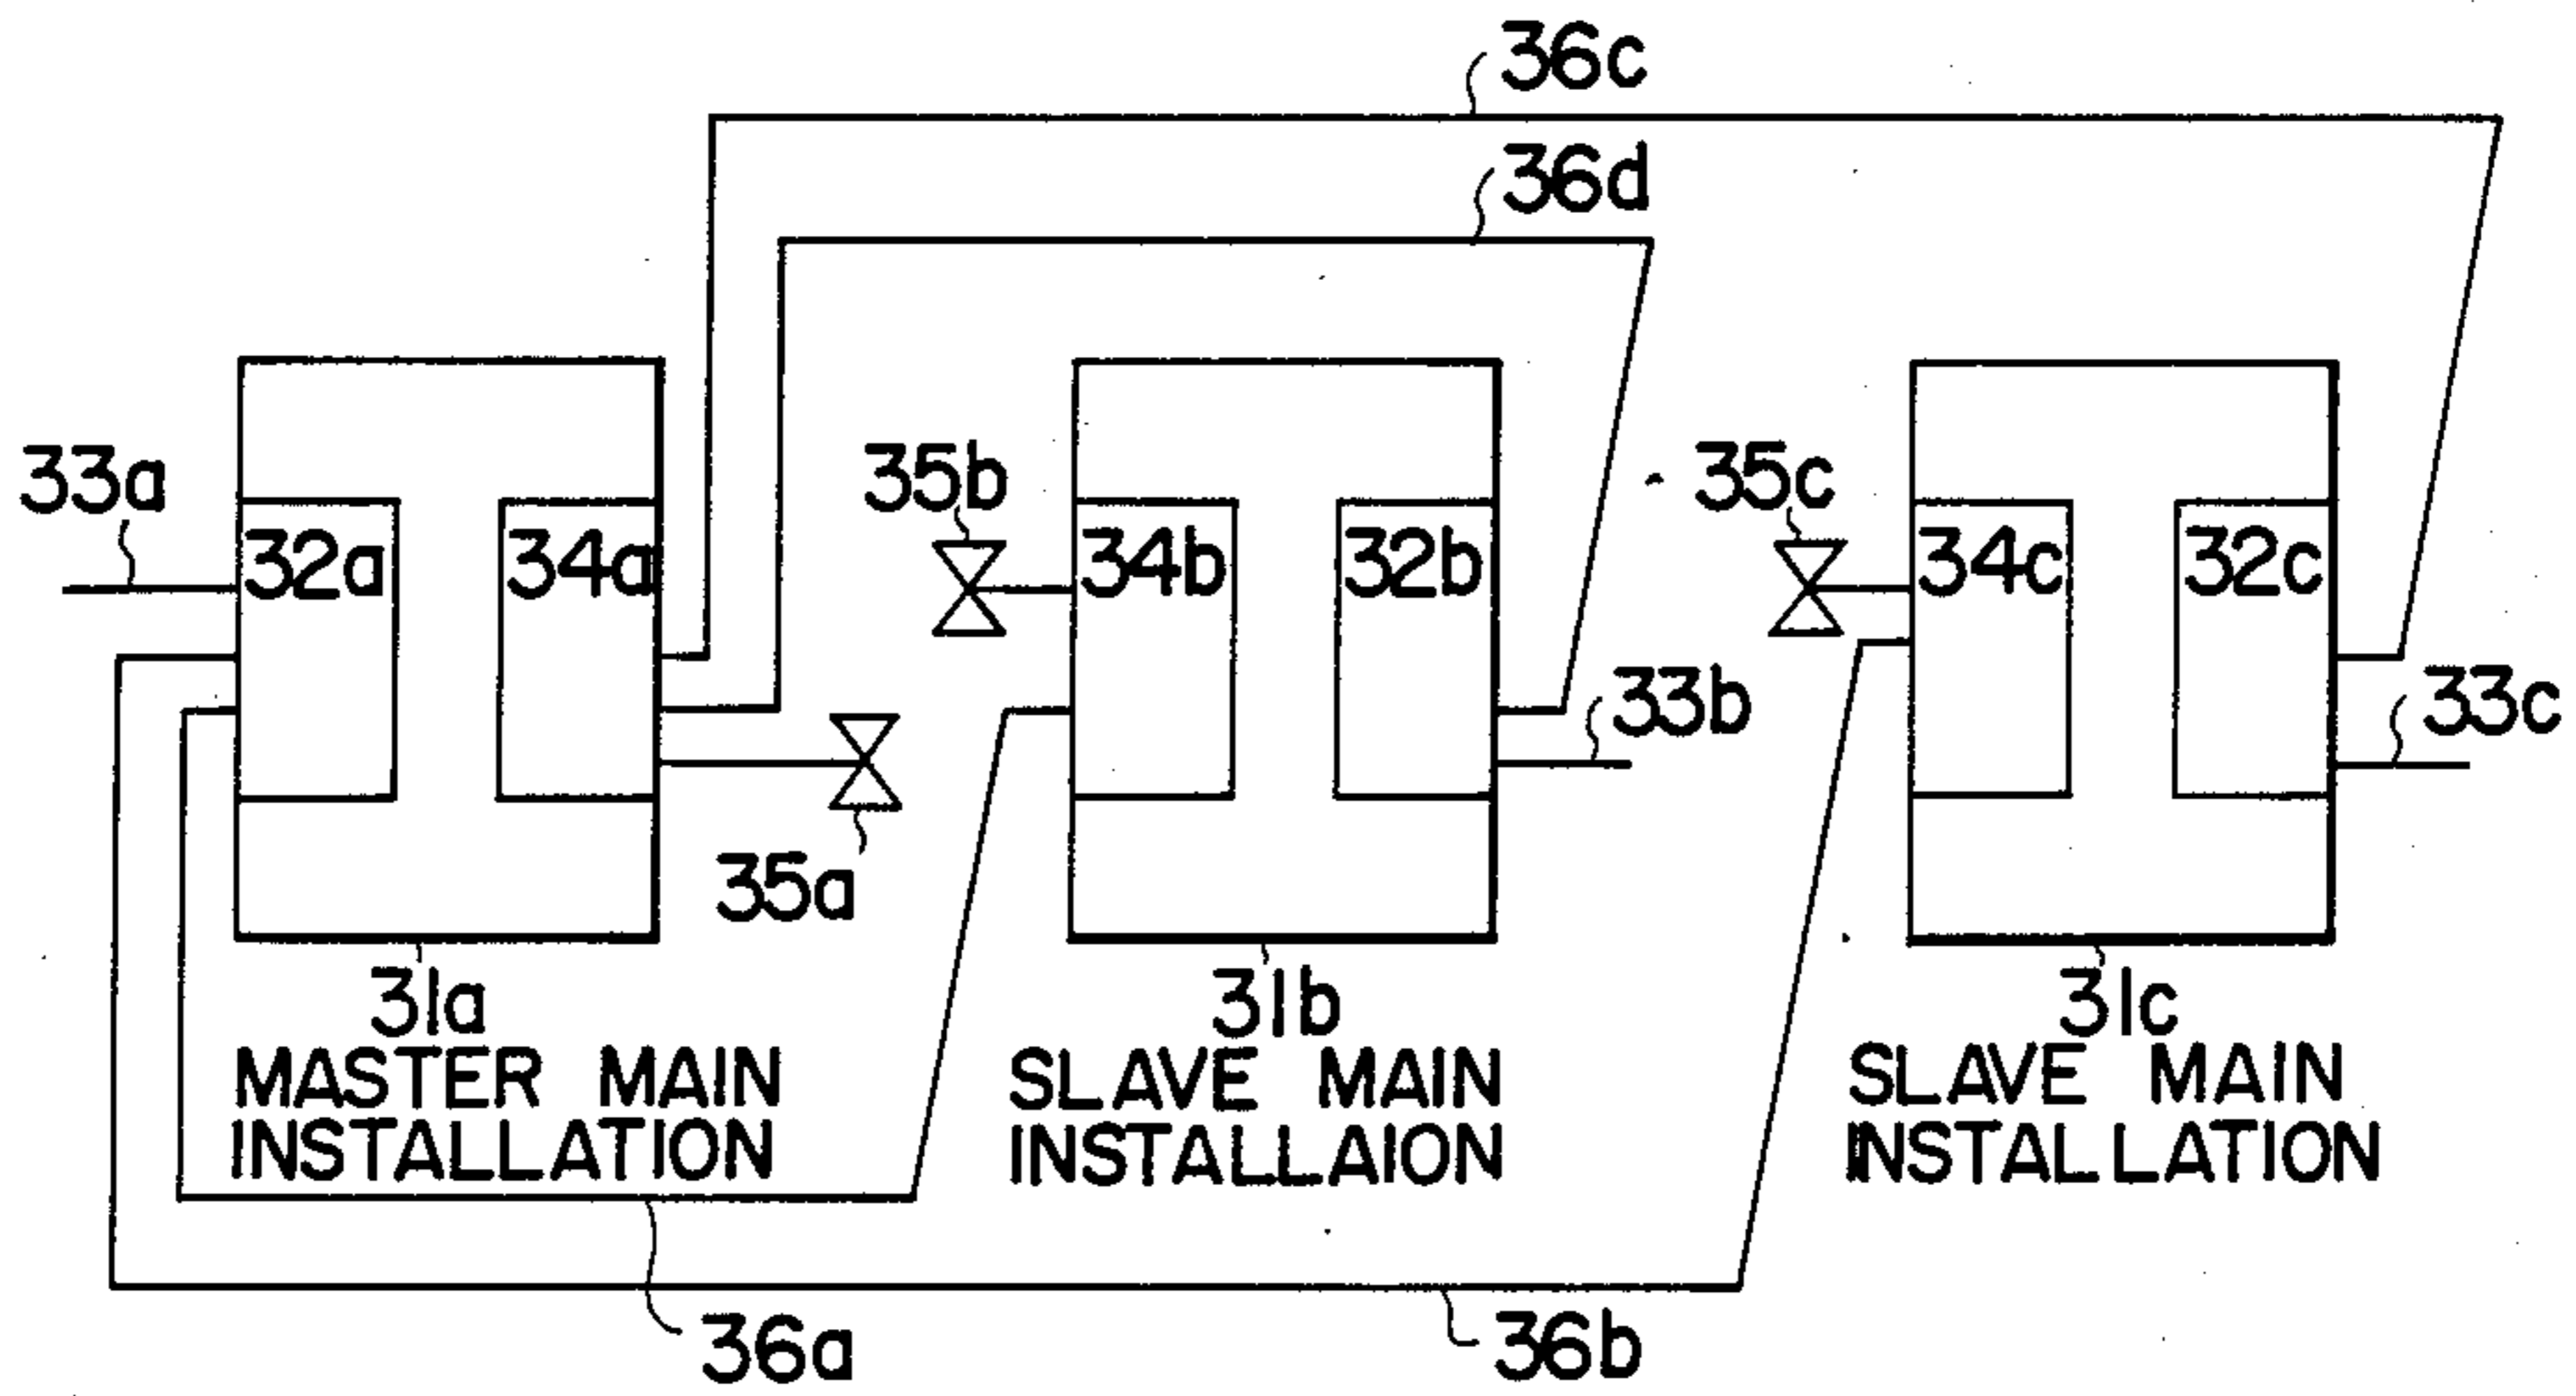 36c
36d
33a
35b
35c
32a
34a
34b
32b
34c
32c
33b
33c
35a
31a
MASTER MAIN
INSTALLATION
31b
SLAVE MAIN
INSTALLAION
31c
SLAVE MAIN
INSTALLATION
36a
36b